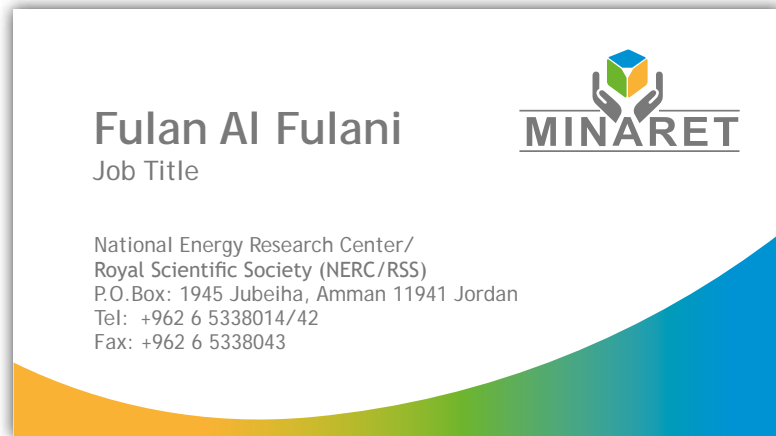 MINARET
Fulan Al Fulani
Job Title
National Energy Research Center/
Royal Scientific Society (NERC/RSS)
P.O.Box: 1945 Jubeiha, Amman 11941 Jordan
Tel:  +962 6 5338014/42
Fax: +962 6 5338043